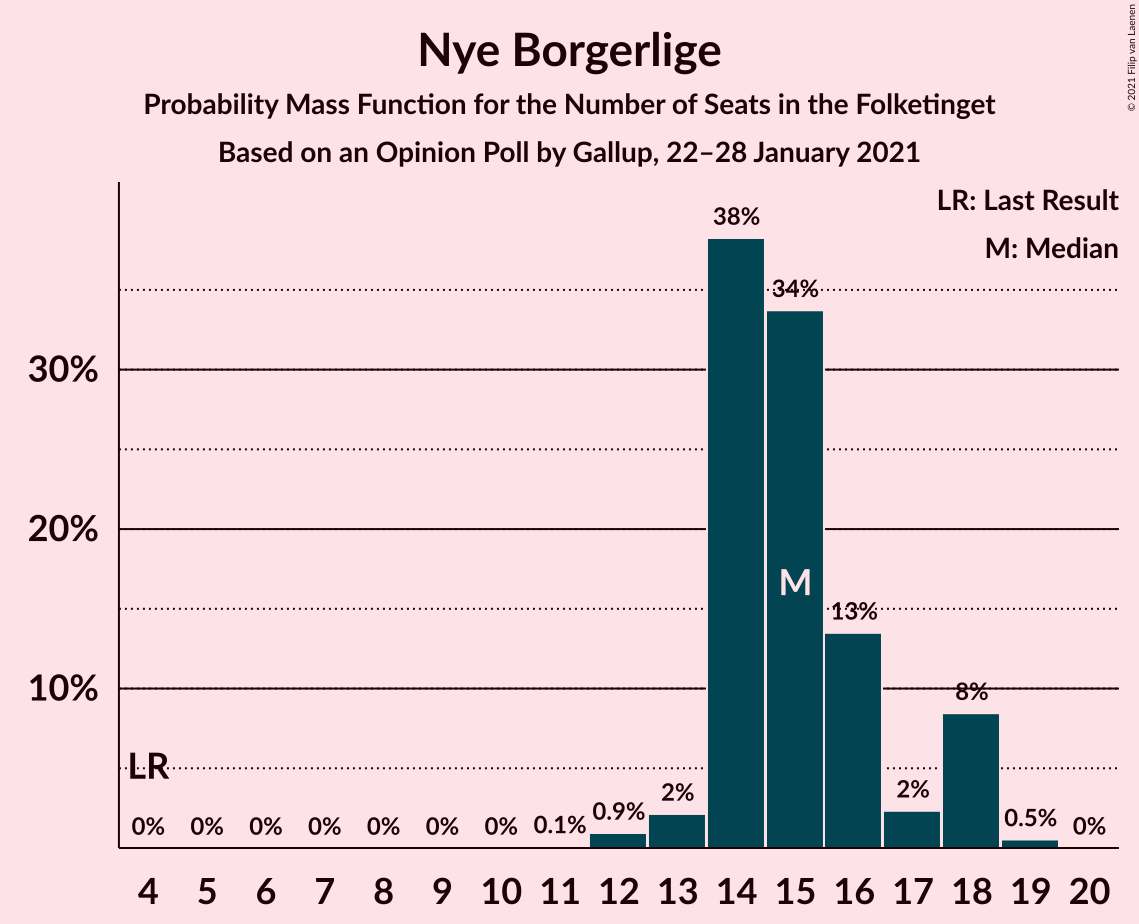 Nye Borgerlige
Probability Mass Function for the Number of Seats in the Folketinget
Based on an Opinion Poll by Gallup, 22–28 January 2021
© 2021 Filip van Laenen
LR: Last Result
M: Median
38%
34%
30%
20%
M
13%
10%
8%
LR
0% 0% 0% 0% 0% 0% 0% 0.1% 0.9% 2% 2% 0.5% 0%
4 5 6 7 8 9 10 11 12 13 14 15 16 17 18 19 20